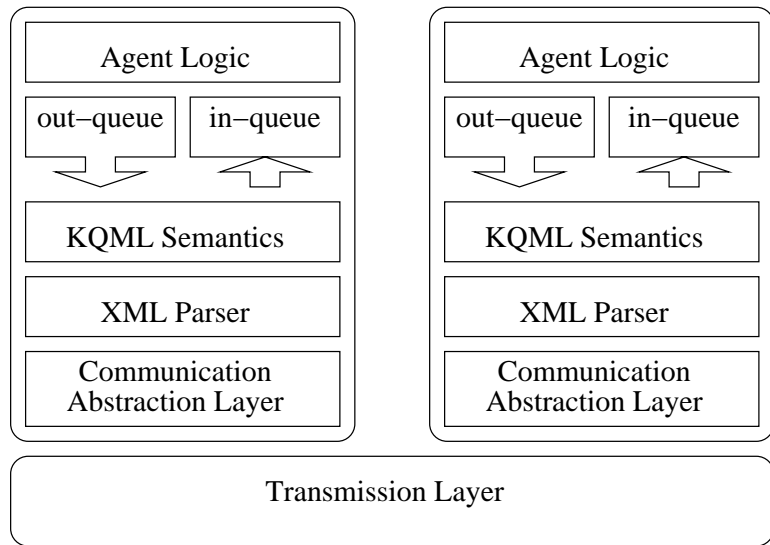 Agent Logic
out−queue
in−queue
KQML Semantics
XML Parser
Communication
Abstraction Layer
Agent Logic
out−queue
in−queue
KQML Semantics
XML Parser
Communication
Abstraction Layer
Transmission Layer